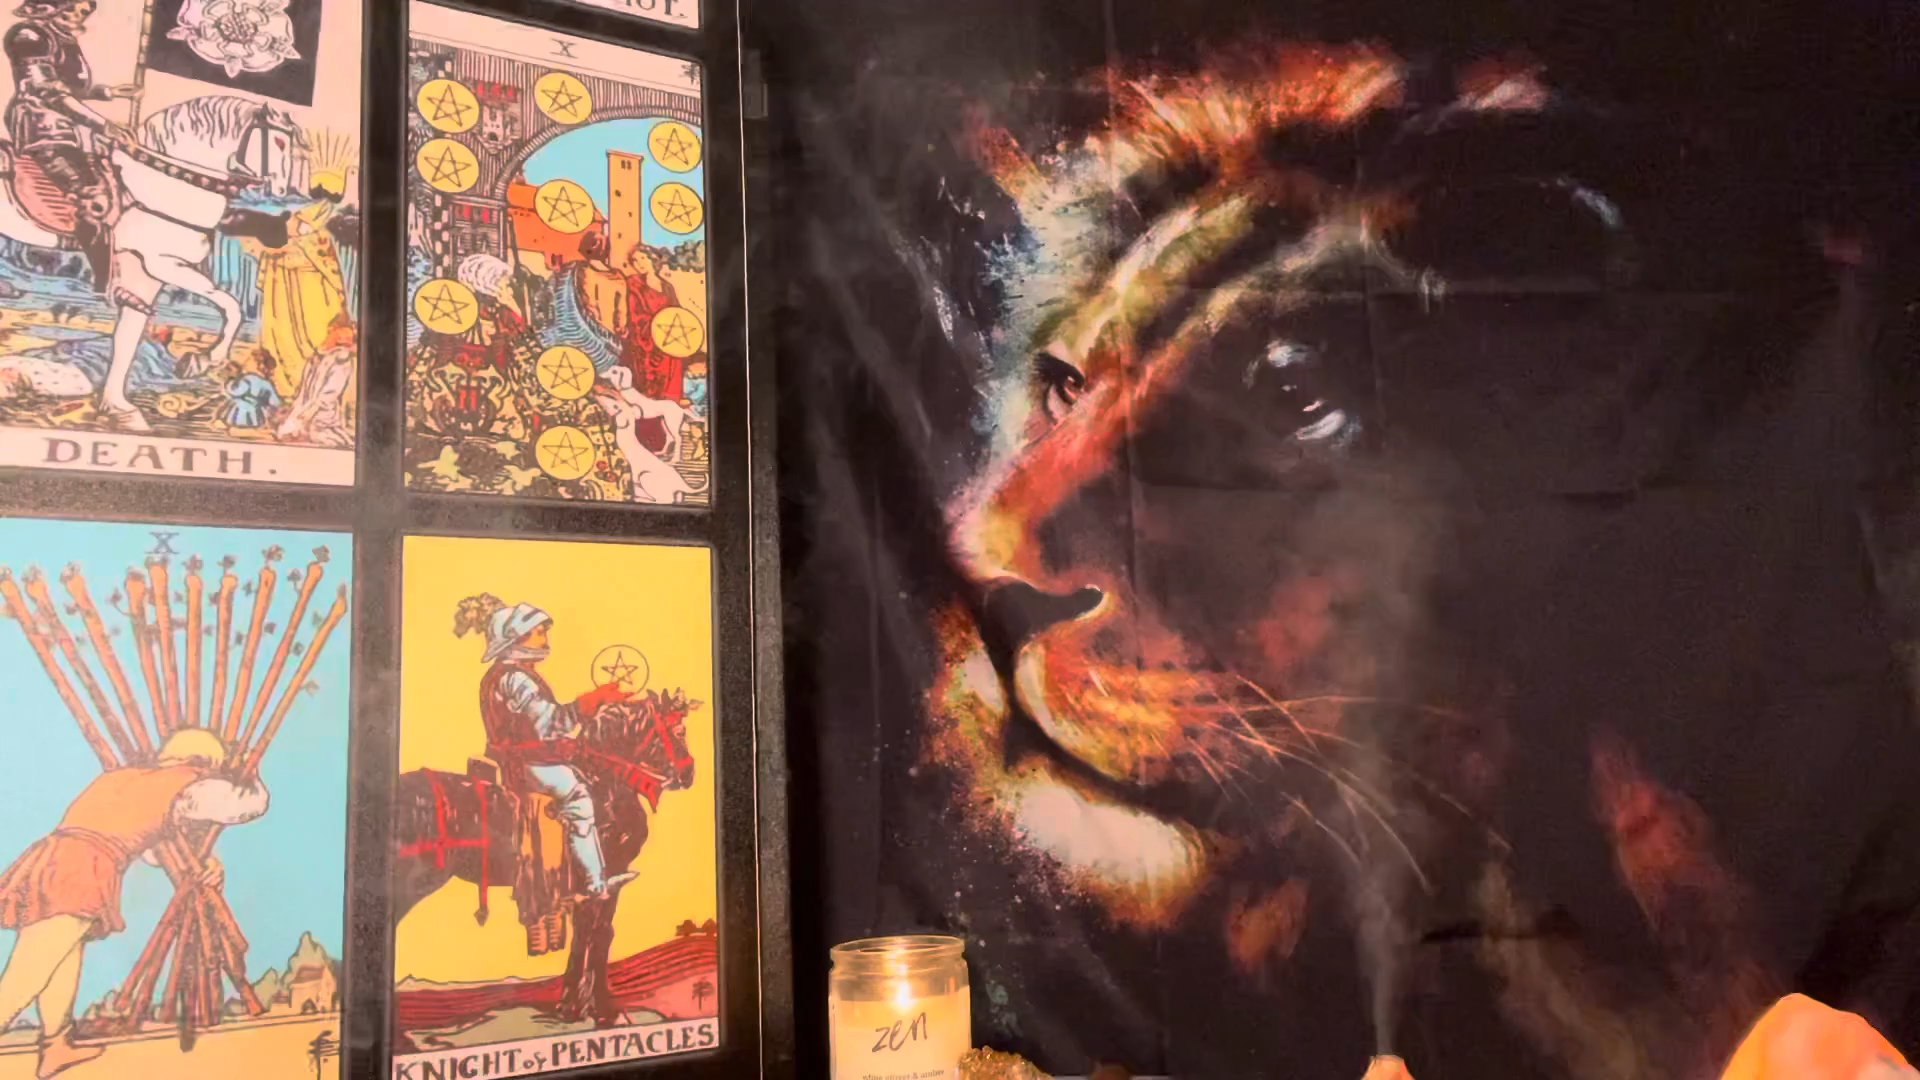 X
DEATH.
X
KNIGHT of PENTACLES
zen